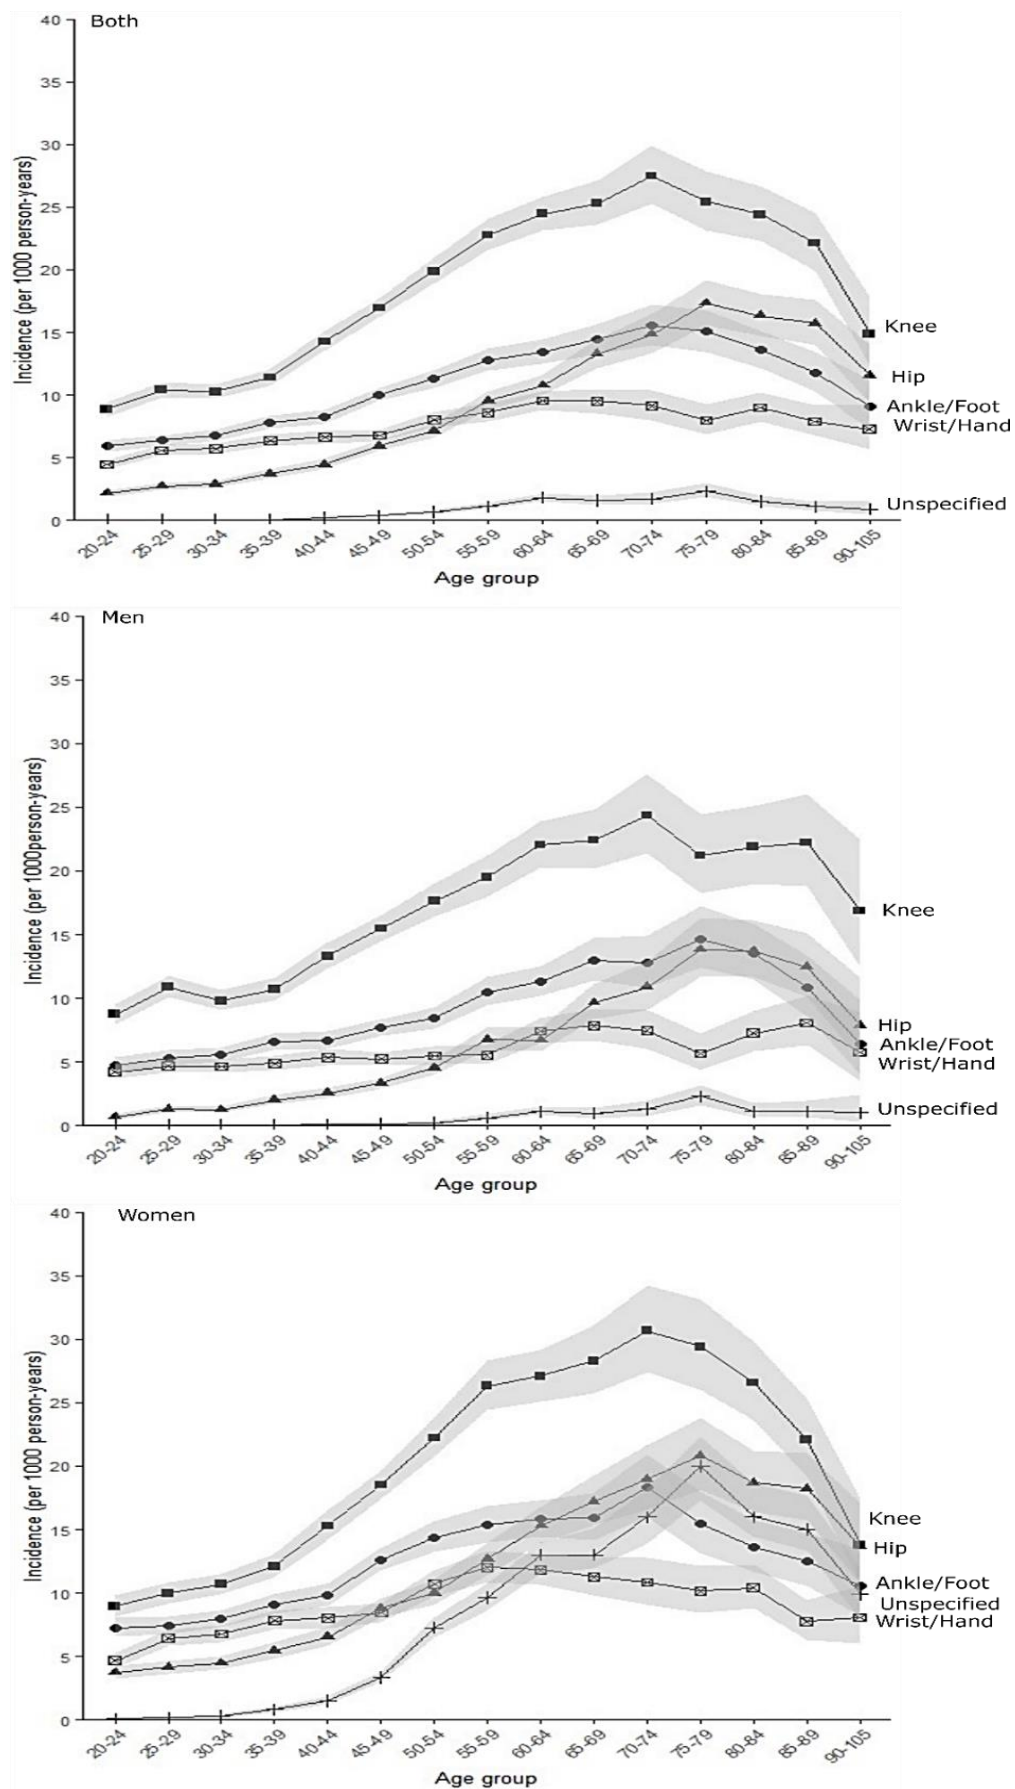 Both
40
35
30
25
20
15
10
5
0
Incidence (per 1000 person-years)
Knee
Hip
Ankle/Foot
Wrist/Hand
Unspecified
20-24 25-29 30-34 35-39 40-44 45-49 50-54 55-59 60-64 65-69 70-74 75-79 80-84 85-89 90-105
Age group
Men
40
35
30
25
20
15
10
5
0
Incidence (per 1000person-years)
Knee
Hip
Ankle/Foot
Wrist/Hand
Unspecified
20-24 25-29 30-34 35-39 40-44 45-49 50-54 55-59 60-64 65-69 70-74 75-79 80-84 85-89 90-105
Age group
Women
40
35
30
25
20
15
10
5
0
Incidence (per 1000 person-years)
Knee
Hip
Ankle/Foot
Unspecified
Wrist/Hand
20-24 25-29 30-34 35-39 40-44 45-49 50-54 55-59 60-64 65-69 70-74 75-79 80-84 85-89 90-105
Age group